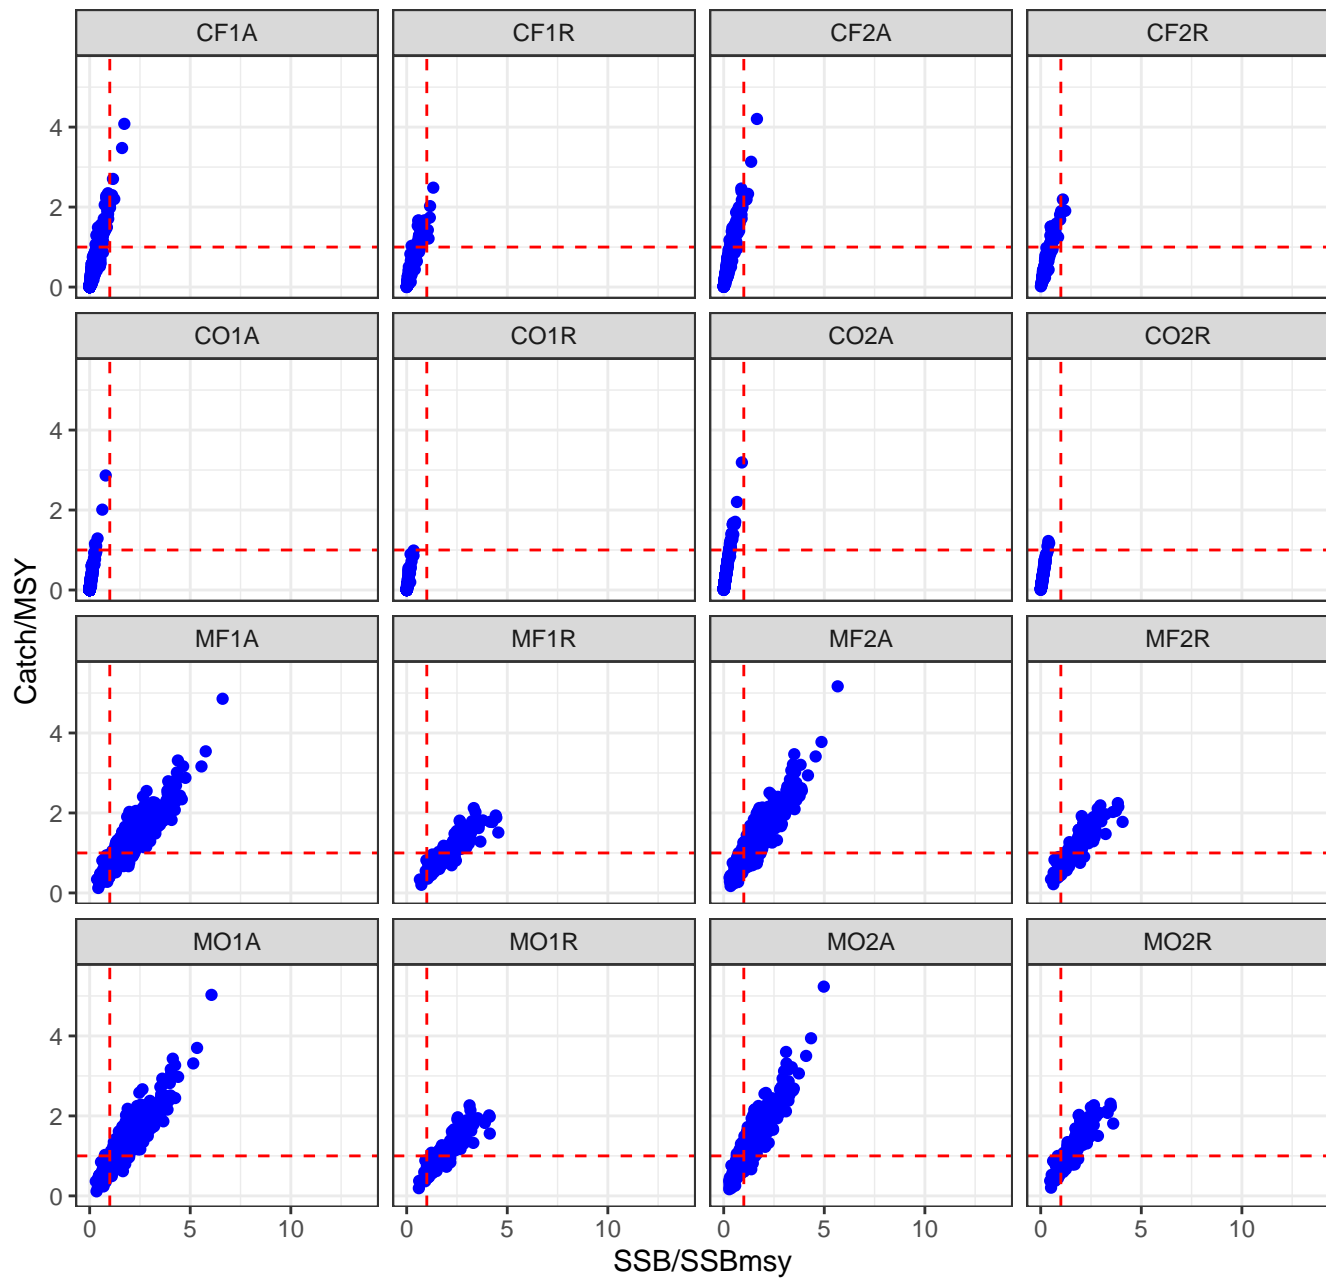 CF1A CF1R CF2A CF2R
4
2
0
CO1A CO1R CO2A CO2R
4
2
0
MF1A MF1R MF2A MF2R
4
2
0
MO1A MO1R MO2A MO2R
4
2
0
0 5 10 0 5 10 0 5 10 0 5 10
SSB/SSBmsy
Catch/MSY